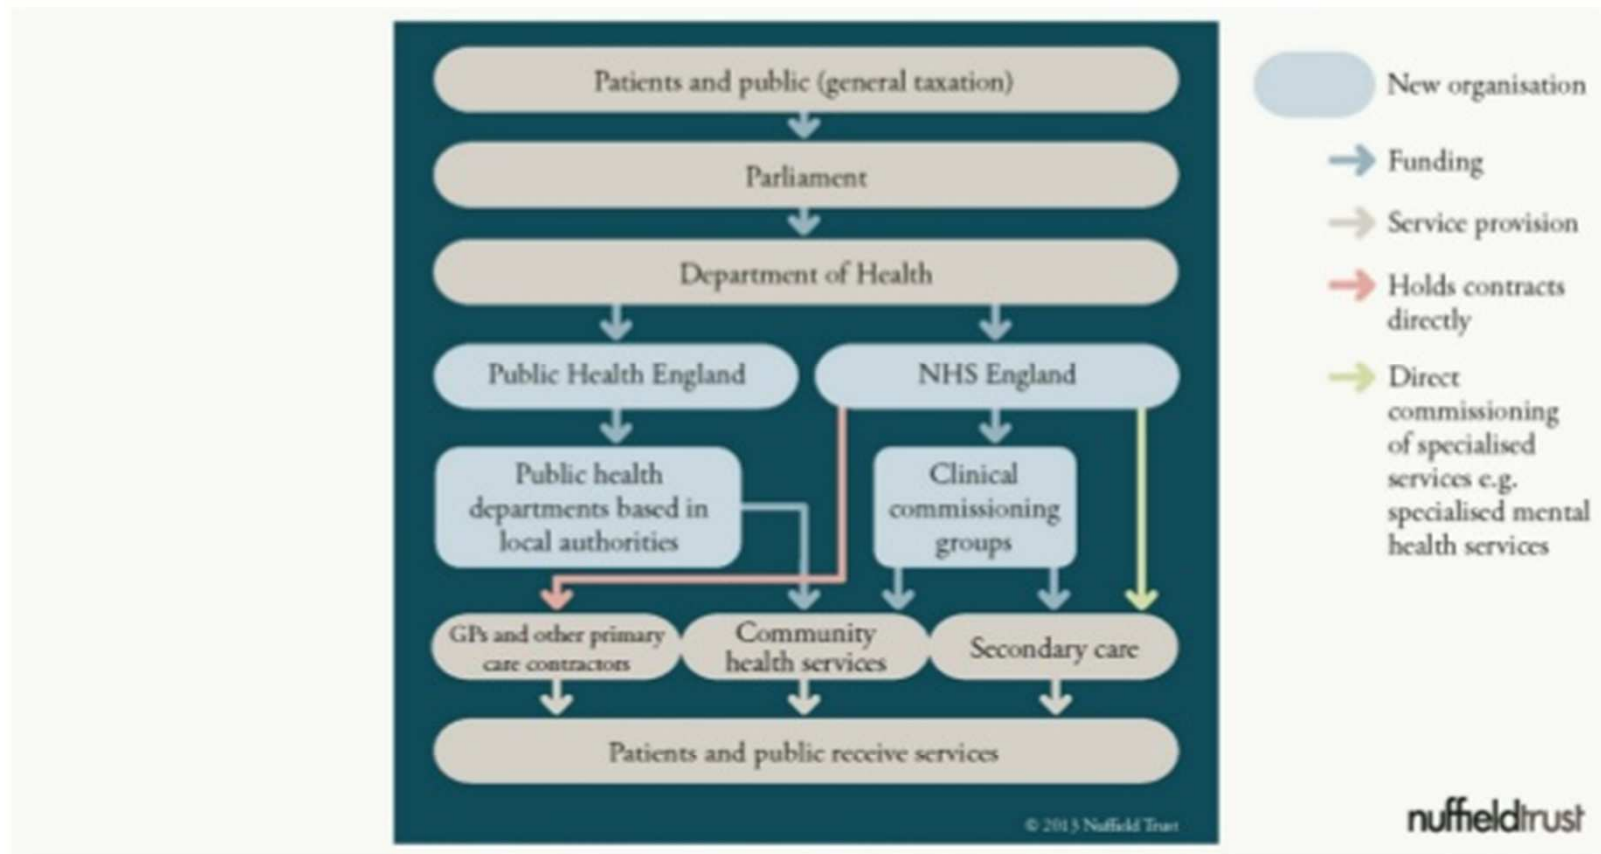 Patients and public (general taxation)
Parliament
Department of Health
Public Health England
NHS England
Public health
departments based in
local authorities
Clinical
commissioning
groups
GPs and other primary
care contractors
Community
health services
Secondary care
Patients and public receive services
© 2013 Nuffield Trust
New organisation
Funding
Service provision
Holds contracts
directly
Direct
commissioning
of specialised
services e.g.
specialised mental
health services
nuffieldtrust